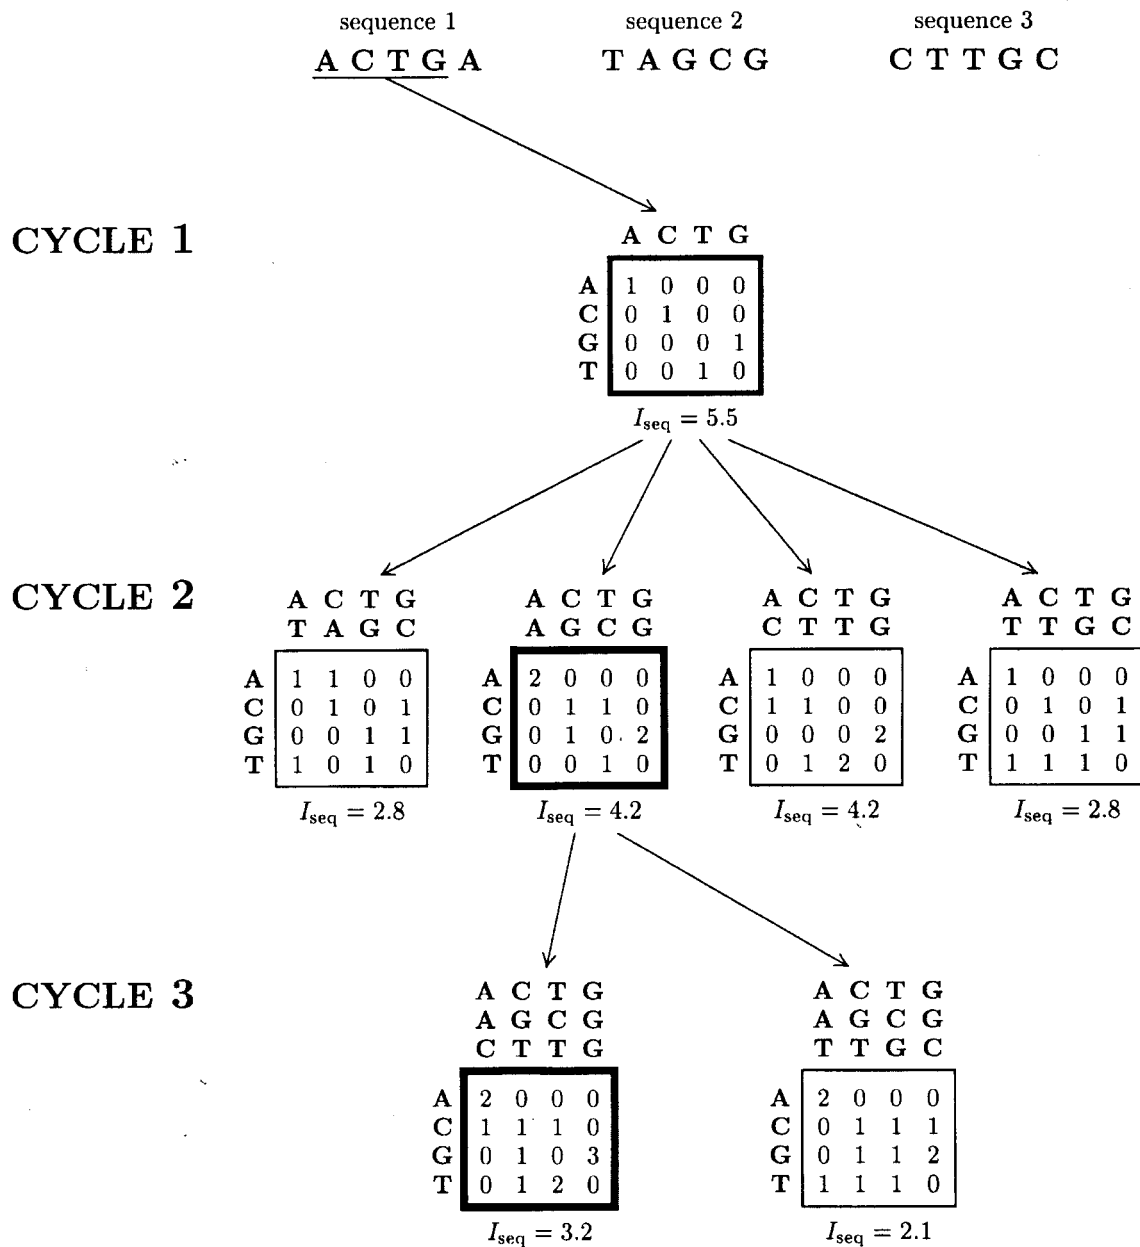 sequence 1 sequence 2 sequence 3
A C T G A T A G C G C T T G C
CYCLE 1
A C T G
A 1 0 0 0
C 0 1 0 0
G 0 0 0 1
T 0 0 1 0
Iseq = 5.5
CYCLE 2
A C T G A C T G A C T G A C T G
T A G C A G C G C T T G T T G C
A 1 1 0 0 A 2 0 0 0 A 1 0 0 0 A 1 0 0 0
C 0 1 0 1 C 0 1 1 0 C 1 1 0 0 C 0 1 0 1
G 0 0 1 1 G 0 1 0 2 G 0 0 0 2 G 0 0 1 1
T 1 0 1 0 T 0 0 1 0 T 0 1 2 0 T 1 1 1 0
Iseq = 2.8 Iseq = 4.2 Iseq = 4.2 Iseq = 2.8
CYCLE 3
A C T G A C T G
A G C G A G C G
C T T G T T G C
A 2 0 0 0 A 2 0 0 0
C 1 1 1 0 C 0 1 1 1
G 0 1 0 3 G 0 1 1 2
T 0 1 2 0 T 1 1 1 0
Iseq = 3.2 Iseq = 2.1